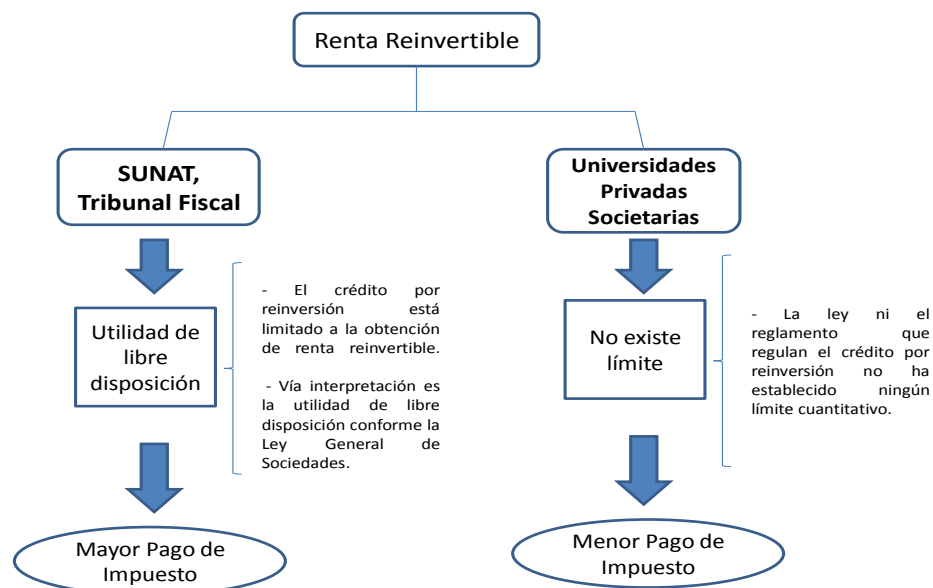 Renta Reinvertible
SUNAT,
Tribunal Fiscal
Utilidad de
libre
disposición
- El crédito por
reinversión está
limitado a la obtención
de renta reinvertible.
- Vía interpretación es
la utilidad de libre
disposición conforme la
Ley General de
Sociedades.
Mayor Pago de
Impuesto
Universidades
Privadas
Societarias
No existe
límite
- La ley ni el
reglamento que
regulan el crédito por
reinversión no ha
establecido ningún
límite cuantitativo.
Menor Pago de
Impuesto